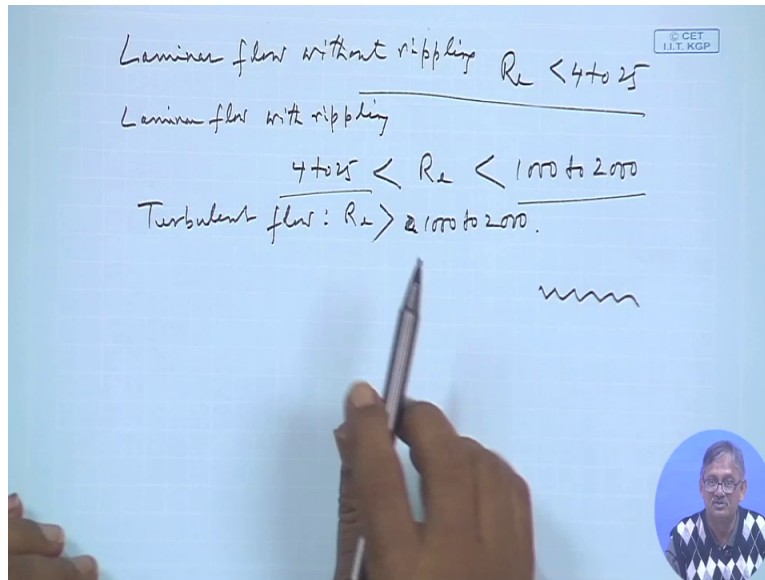 © CET
I.I.T. KGP
Laminar flow without rippling Re < 4 to 25
Laminar flow with rippling
4 to 25 < Re < 1000 to 2000
Turbulent flow: Re > 1000 to 2000.